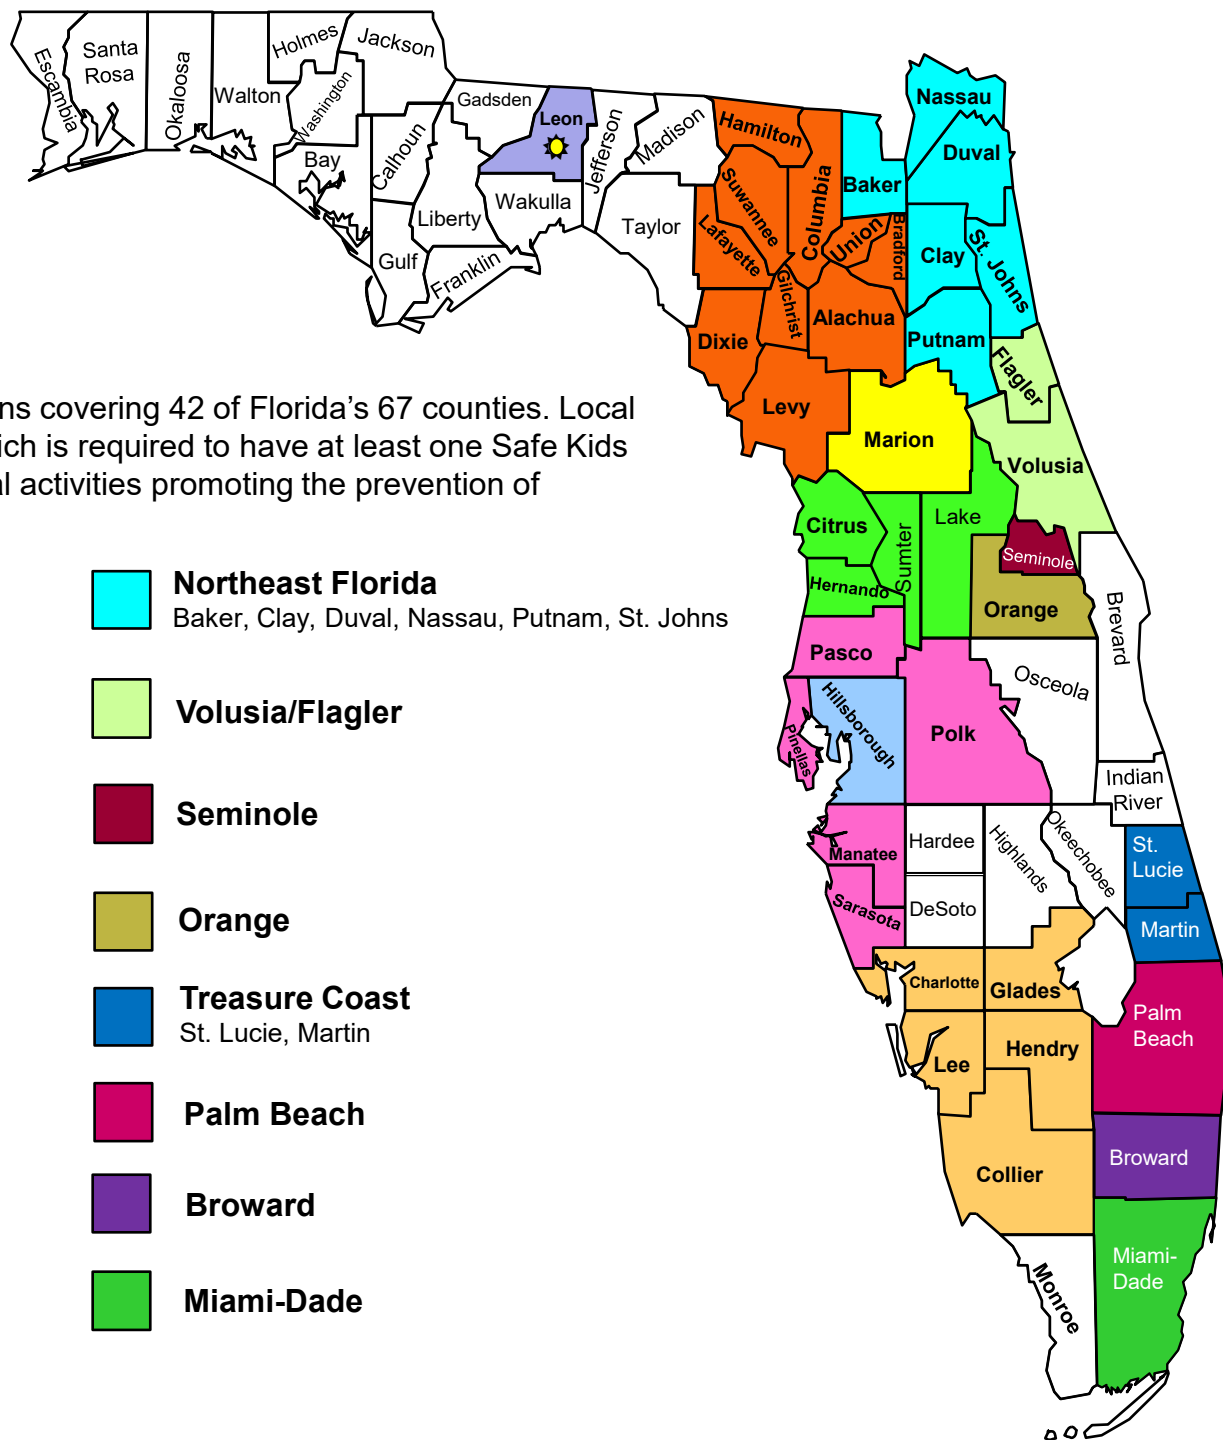 Escambia
Santa
Rosa
Okaloosa
Walton
Holmes
Washington
Jackson
Bay
Calhoun
Gadsden
Liberty
Gulf
Franklin
Leon
Wakulla
Jefferson
Madison
Taylor
Hamilton
Suwannee
Lafayette
Columbia
Dixie
Gilchrist
Union
Bradford
Alachua
Levy
Baker
Nassau
Duval
Clay
St. Johns
Putnam
Flagler
Marion
Volusia
ns covering 42 of Florida’s 67 counties. Local
ich is required to have at least one Safe Kids
al activities promoting the prevention of
Citrus
Sumter
Lake
Hernando
Seminole
Orange
Brevard
Pasco
Pinellas
Hillsborough
Polk
Osceola
Indian
River
Manatee
Hardee
Highlands
Okeechobee
St.
Lucie
Sarasota
DeSoto
Martin
Charlotte
Glades
Palm
Beach
Lee
Hendry
Collier
Broward
Miami-
Dade
Monroe
Northeast Florida
Baker, Clay, Duval, Nassau, Putnam, St. Johns
Volusia/Flagler
Seminole
Orange
Treasure Coast
St. Lucie, Martin
Palm Beach
Broward
Miami-Dade